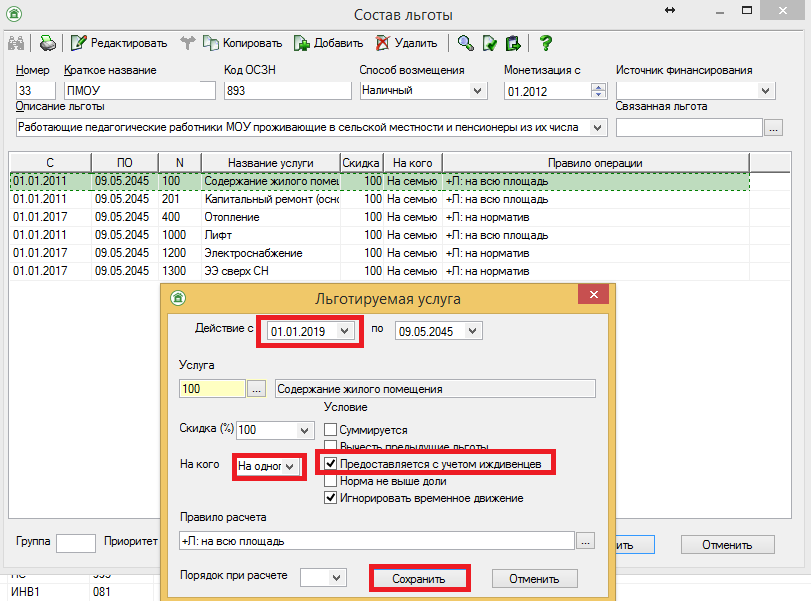 Состав льготы
Редактировать Копировать Добавить Удалить
Номер Краткое название Код ОСЗН Способ возмещения Монетизация с Источник финансирования
33 ПМОУ 893 Наличный 01.2012
Описание льготы Связанная льгота
Работающие педагогические работники МОУ проживающие в сельской местности и пенсионеры из их числа ...
С ПО N Название услуги Скидка На кого Правило операции
01.01.2011 09.05.2045 100 Содержание жилого помещ 100 На семью +Л: на всю площадь
01.01.2011 09.05.2045 201 Капитальный ремонт (осно 100 На семью +Л: на всю площадь
01.01.2017 09.05.2045 400 Отопление 100 На семью +Л: на норматив
01.01.2011 09.05.2045 1000 Лифт 100 На семью +Л: на всю площадь
01.01.2017 09.05.2045 1200 Электроснабжение 100 На семью +Л: на норматив
01.01.2017 09.05.2045 1300 ЭЭ сверх СН 100 На семью +Л: на норматив
Льготируемая услуга
Действие с 01.01.2019 по 09.05.2045
Услуга
100 ... Содержание жилого помещения
Условие
Скидка (%) 100 Суммируется
Вычесть предыдущие льготы
На кого На одног Предоставляется с учетом иждивенцев
Норма не выше доли
Игнорировать временное движение
Правило расчета
+Л: на всю площадь ...
Группа Приоритет ить Отменить
Порядок при расчете Сохранить Отменить
ИНВ1 081